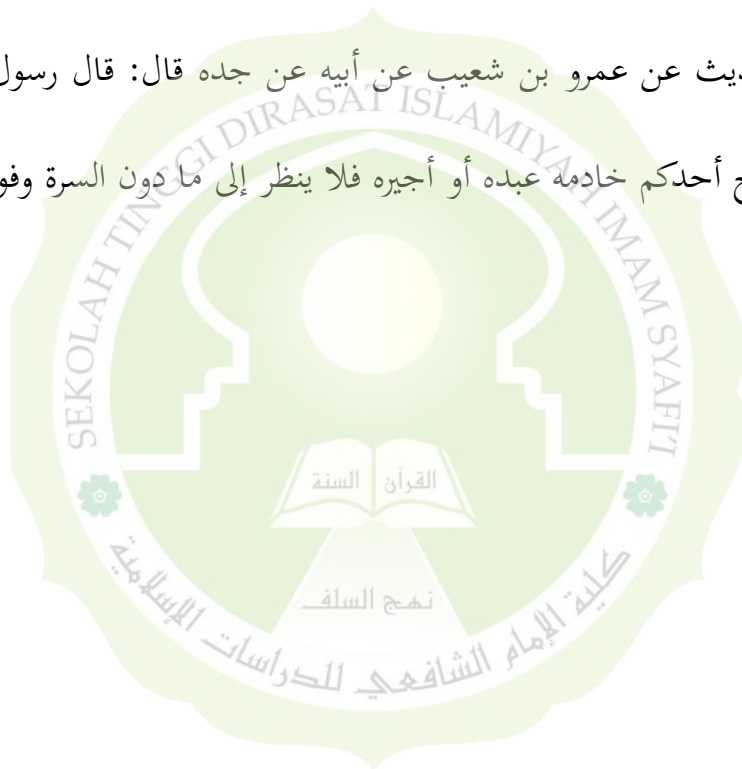 ديث عن عمرو بن شعيب عن أبيه عن جده قال: قال رسول
ج أحدكم خادمه عبده أو أجيره فلا ينظر إلى ما دون السرة وفو
SEKOLAH TINGGI DIRASAT ISLAMIYAH IMAM SYAFI'I
القرآن السنة
نهج السلف
كلية الإمام الشافعي للدراسات الإسلامية